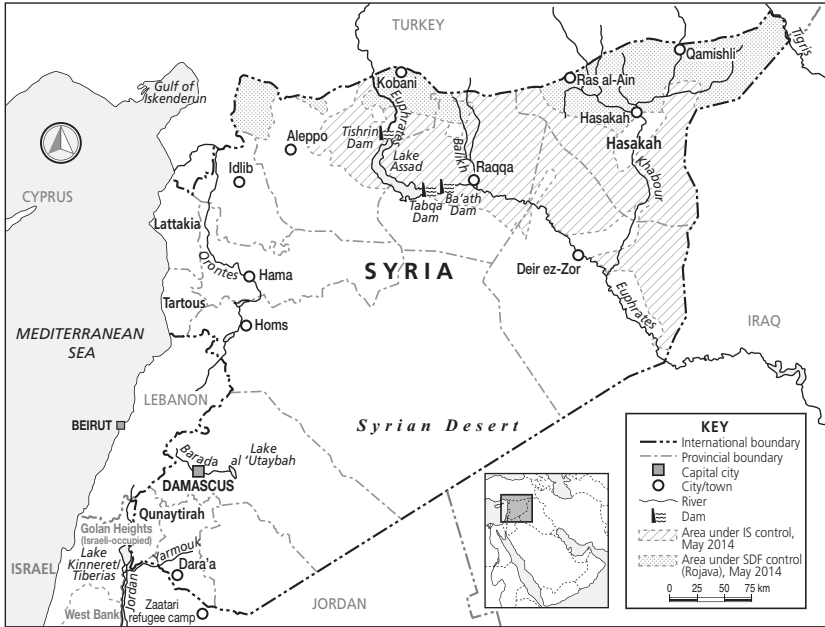 TURKEY
Tigris
Gulf of
Iskenderun
Kobani
Qamishli
Ras al-Ain
Euphrates
Hasakah
Aleppo
Tishrin
Dam
Hasakah
Balikh
Lake
Assad
Idlib
Raqqa
Khabour
CYPRUS
Tabqa
Dam
Ba'ath
Dam
Lattakia
Orontes
Hama
SYRIA
Deir ez-Zor
Euphrates
Tartous
Homs
MEDITERRANEAN
SEA
IRAQ
LEBANON
BEIRUT
Syrian Desert
Barada
Lake
al 'Utaybah
DAMASCUS
Qunaytirah
Golan Heights
(Israeli-occupied)
Lake
Kinneret/
Tiberias
Yarmouk
ISRAEL
Dara'a
Jordan
West Bank
Zaatari
refugee camp
JORDAN
KEY
International boundary
Provincial boundary
Capital city
City/town
River
Dam
Area under IS control,
May 2014
Area under SDF control
(Rojava), May 2014
0 25 50 75 km